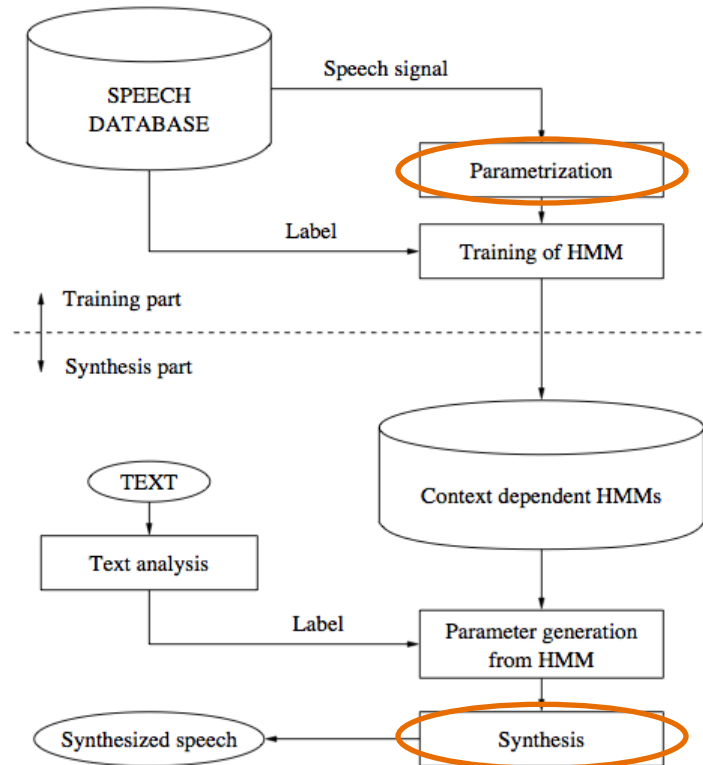 Speech signal
SPEECH
DATABASE
Parametrization
Label
Training of HMM
Training part
Synthesis part
TEXT
Context dependent HMMs
Text analysis
Label
Parameter generation
from HMM
Synthesized speech
Synthesis